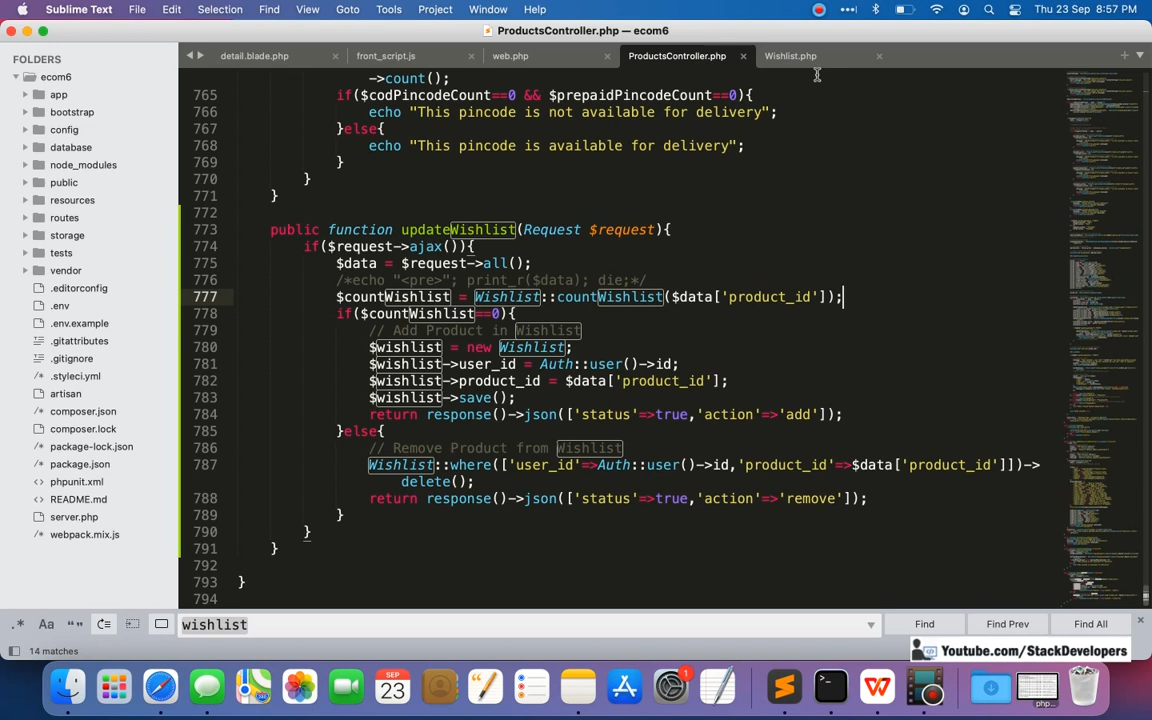 Sublime Text File Edit Selection Find View Goto Tools Project Window Help Thu 23 Sep 8:57 PM
ProductsController.php — ecom6
FOLDERS
ecom6
app
bootstrap
config
database
node_modules
public
resources
routes
storage
tests
vendor
.editorconfig
.env
.env.example
.gitattributes
.gitignore
.styleci.yml
artisan
composer.json
composer.lock
package-lock.json
package.json
phpunit.xml
README.md
server.php
webpack.mix.js
detail.blade.php × front_script.js × web.php × ProductsController.php × Wishlist.php ×
->count();
765 if($codPincodeCount==0 && $prepaidPincodeCount==0){
766 echo "This pincode is not available for delivery";
767 }else{
768 echo "This pincode is available for delivery";
769 }
770 }
771 }
772
773 public function updateWishlist(Request $request){
774 if($request->ajax()){
775 $data = $request->all();
776 /*echo "<pre>"; print_r($data); die;*/
777 $countWishlist = Wishlist::countWishlist($data['product_id']);
778 if($countWishlist==0){
779 // Add Product in Wishlist
780 $wishlist = new Wishlist;
781 $wishlist->user_id = Auth::user()->id;
782 $wishlist->product_id = $data['product_id'];
783 $wishlist->save();
784 return response()->json(['status'=>true,'action'=>'add']);
785 }else{
786 // Remove Product from Wishlist
787 Wishlist::where(['user_id'=>Auth::user()->id,'product_id'=>$data['product_id']])->
delete();
788 return response()->json(['status'=>true,'action'=>'remove']);
789 }
790 }
791 }
792
793 }
794
.* Aa “” wishlist Find Find Prev Find All ×
14 matches
Youtube.com/StackDevelopers
SEP
23
1
php...